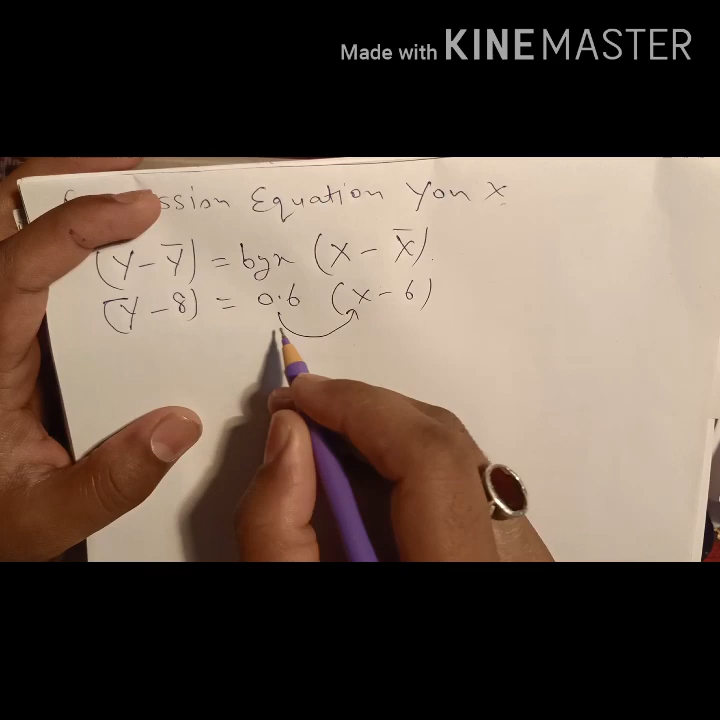 Made with KINEMASTER
ssion Equation Y on X
(Y - Y̅) = byx (X - X̅).
(Y - 8) = 0.6 (X - 6)